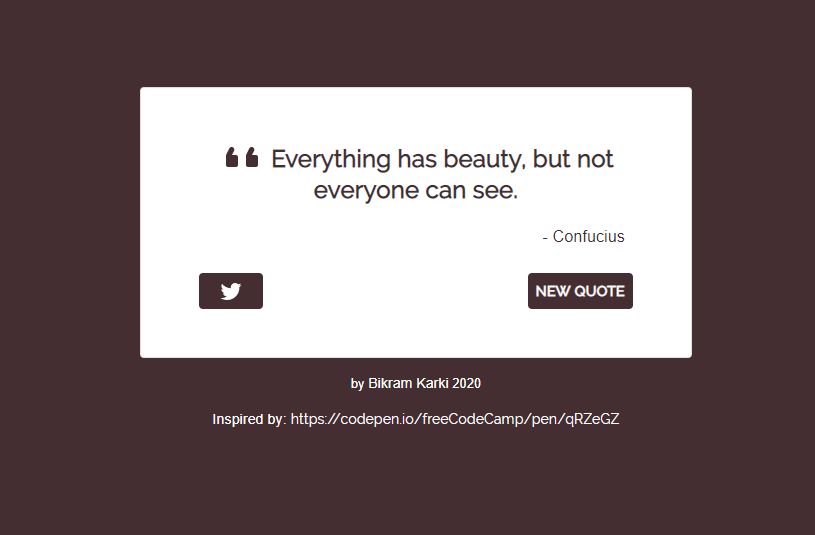 ❝ Everything has beauty, but not
everyone can see.
- Confucius
NEW QUOTE
by Bikram Karki 2020
Inspired by: https://codepen.io/freeCodeCamp/pen/qRZeGZ